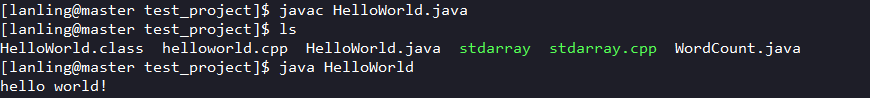 [lanling@master test_project]$ javac HelloWorld.java
[lanling@master test_project]$ ls
HelloWorld.class  helloworld.cpp  HelloWorld.java  stdarray  stdarray.cpp  WordCount.java
[lanling@master test_project]$ java HelloWorld
hello world!